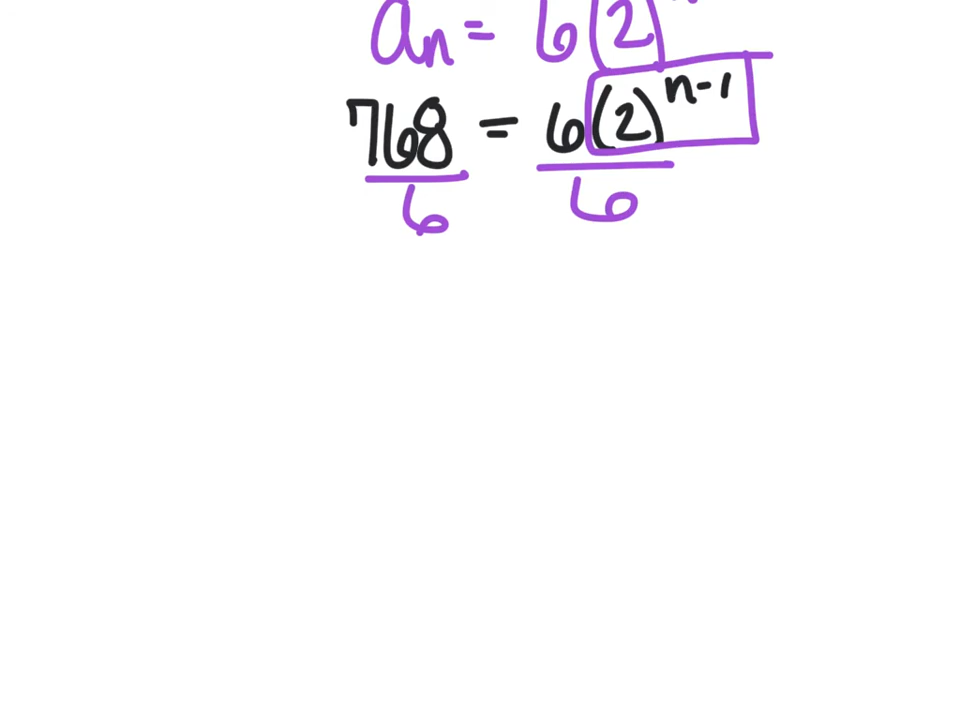 an = 6(2)^n
768 = 6(2)^n-1
6 6